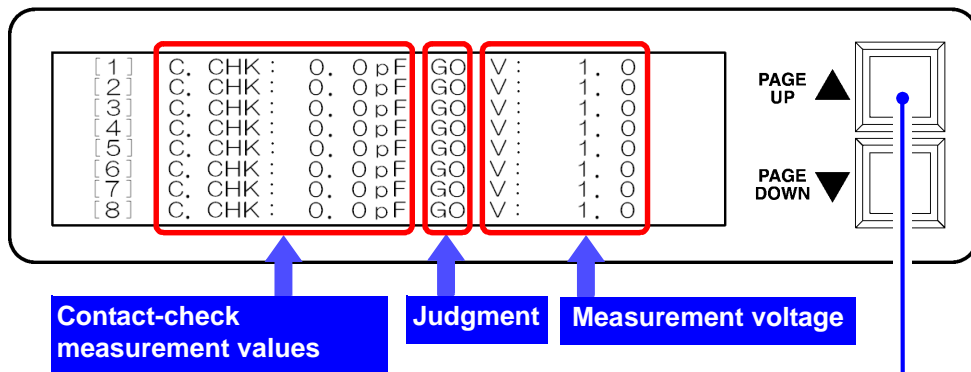 [1] C. CHK: 0. 0pF GO V: 1. 0
[2] C. CHK: 0. 0pF GO V: 1. 0
[3] C. CHK: 0. 0pF GO V: 1. 0
[4] C. CHK: 0. 0pF GO V: 1. 0
[5] C. CHK: 0. 0pF GO V: 1. 0
[6] C. CHK: 0. 0pF GO V: 1. 0
[7] C. CHK: 0. 0pF GO V: 1. 0
[8] C. CHK: 0. 0pF GO V: 1. 0
PAGE
UP ▲
PAGE
DOWN ▼
Contact-check
measurement values
Judgment
Measurement voltage